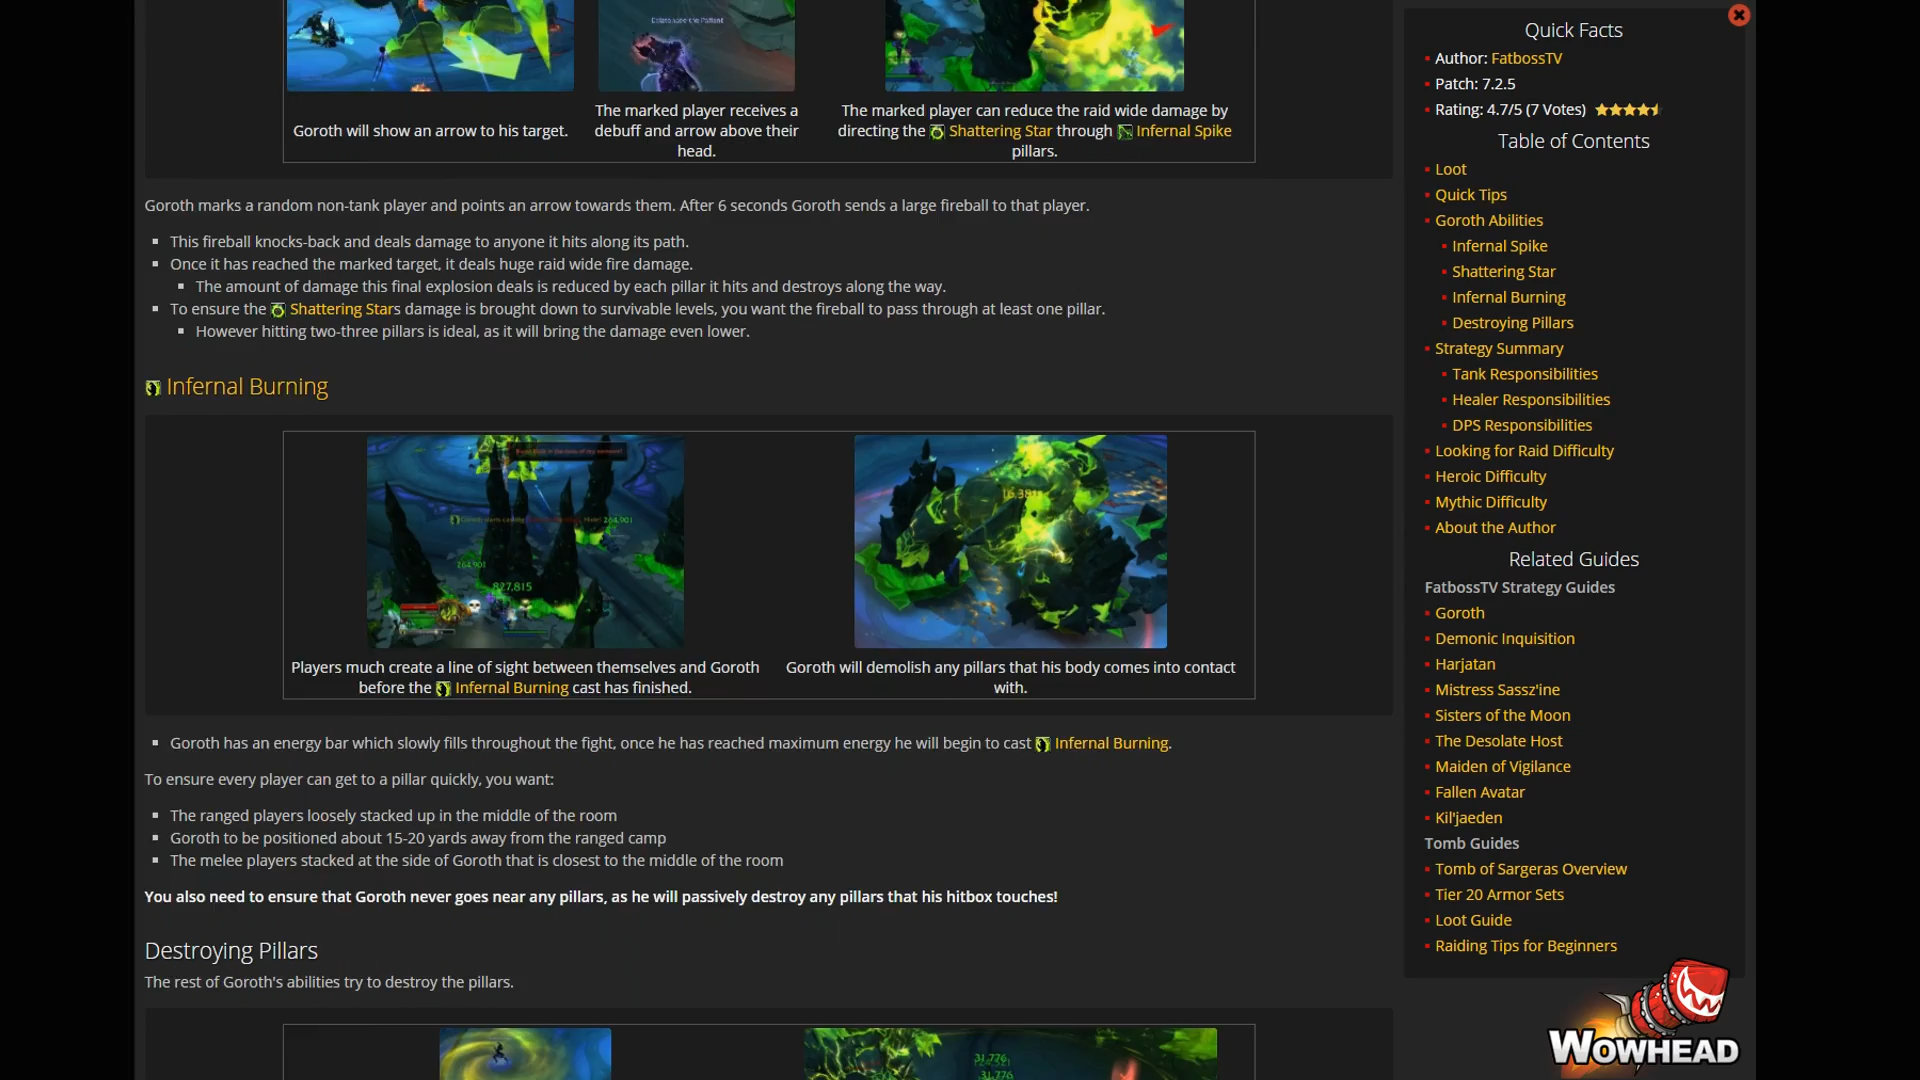 Goroth will show an arrow to his target.
The marked player receives a
debuff and arrow above their
head.
The marked player can reduce the raid wide damage by
directing the Shattering Star through Infernal Spike
pillars.
Goroth marks a random non-tank player and points an arrow towards them. After 6 seconds Goroth sends a large fireball to that player.
This fireball knocks-back and deals damage to anyone it hits along its path.
Once it has reached the marked target, it deals huge raid wide fire damage.
The amount of damage this final explosion deals is reduced by each pillar it hits and destroys along the way.
To ensure the Shattering Stars damage is brought down to survivable levels, you want the fireball to pass through at least one pillar.
However hitting two-three pillars is ideal, as it will bring the damage even lower.
Infernal Burning
264,901
264,901
827,815
Players much create a line of sight between themselves and Goroth
before the Infernal Burning cast has finished.
Goroth will demolish any pillars that his body comes into contact
with.
Goroth has an energy bar which slowly fills throughout the fight, once he has reached maximum energy he will begin to cast Infernal Burning.
To ensure every player can get to a pillar quickly, you want:
The ranged players loosely stacked up in the middle of the room
Goroth to be positioned about 15-20 yards away from the ranged camp
The melee players stacked at the side of Goroth that is closest to the middle of the room
You also need to ensure that Goroth never goes near any pillars, as he will passively destroy any pillars that his hitbox touches!
Destroying Pillars
The rest of Goroth's abilities try to destroy the pillars.
31,776
31,776
Quick Facts
Author: FatbossTV
Patch: 7.2.5
Rating: 4.7/5 (7 Votes)
Table of Contents
Loot
Quick Tips
Goroth Abilities
Infernal Spike
Shattering Star
Infernal Burning
Destroying Pillars
Strategy Summary
Tank Responsibilities
Healer Responsibilities
DPS Responsibilities
Looking for Raid Difficulty
Heroic Difficulty
Mythic Difficulty
About the Author
Related Guides
FatbossTV Strategy Guides
Goroth
Demonic Inquisition
Harjatan
Mistress Sassz'ine
Sisters of the Moon
The Desolate Host
Maiden of Vigilance
Fallen Avatar
Kil'jaeden
Tomb Guides
Tomb of Sargeras Overview
Tier 20 Armor Sets
Loot Guide
Raiding Tips for Beginners
WOWHEAD